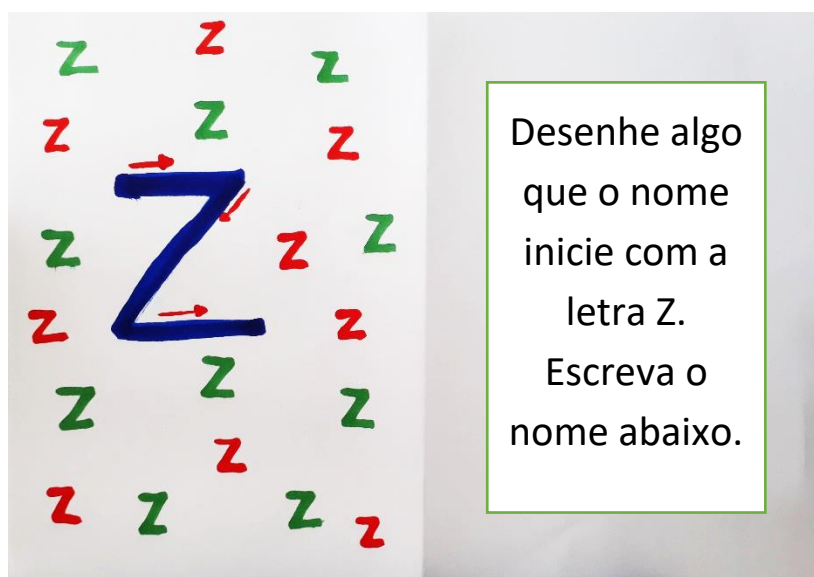 Z Z Z
Z Z Z
Z
Z Z Z
Z Z
Z Z Z
Z
Z Z Z Z
Desenhe algo
que o nome
inicie com a
letra Z.
Escreva o
nome abaixo.